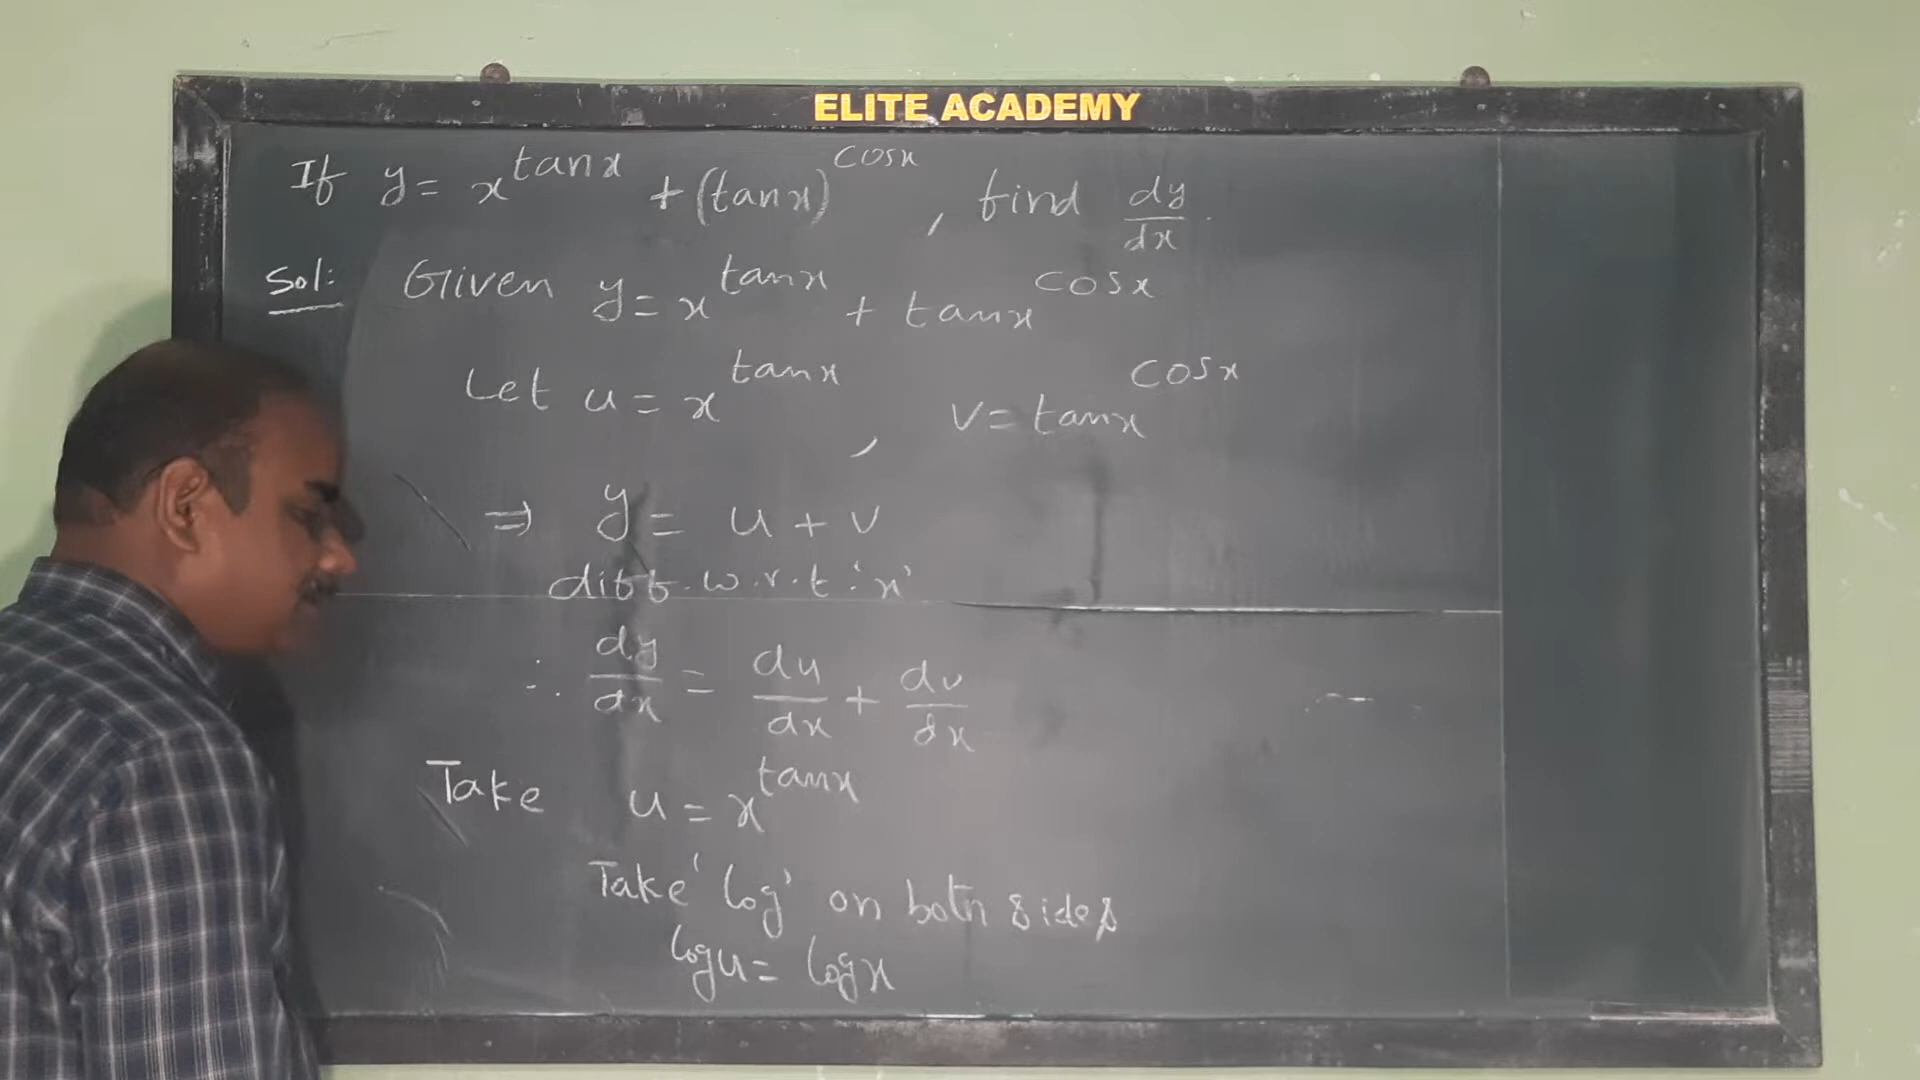 ELITE ACADEMY
If y = x^tanx + (tanx)^cosx , find dy/dx.
Sol: Given y = x^tanx + tanx^cosx
Let u = x^tanx , v = tanx^cosx
⇒ y = u + v
diff. w.r.t 'x'
∴ dy/dx = du/dx + dv/dx
Take u = x^tanx
Take 'log' on both sides
logu = logx